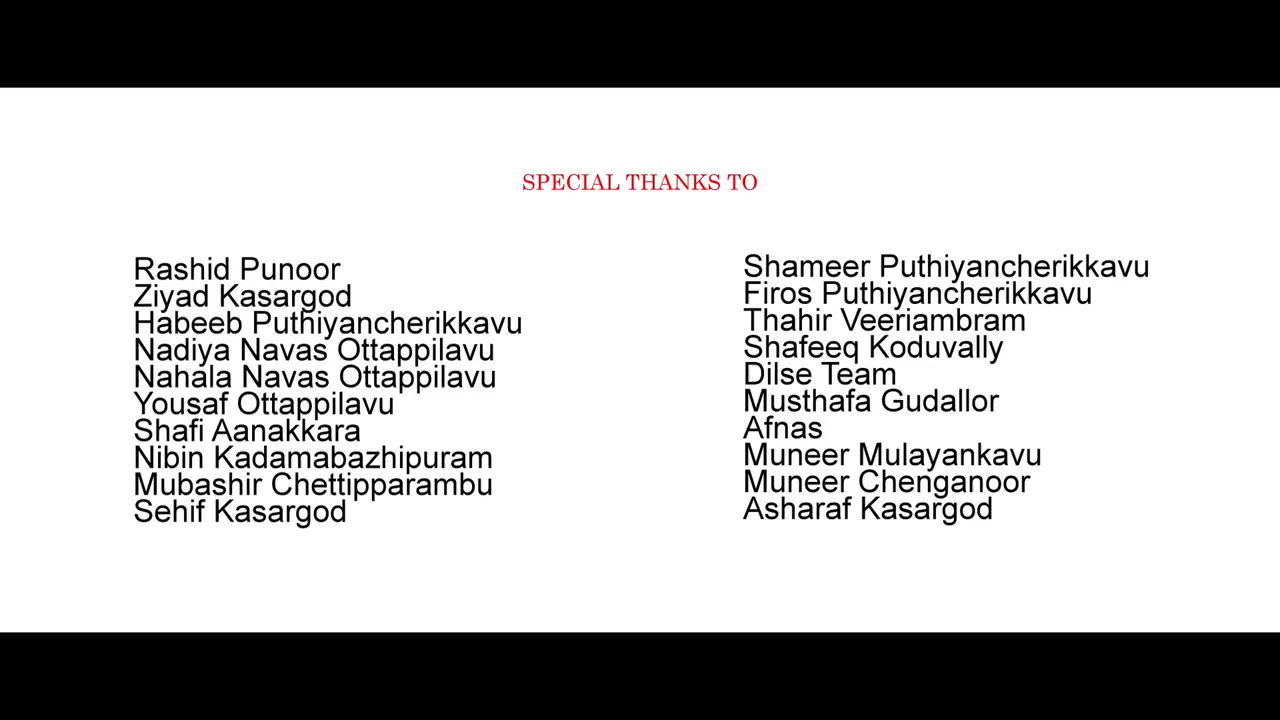 SPECIAL THANKS TO
Rashid Punoor
Ziyad Kasargod
Habeeb Puthiyancherikkavu
Nadiya Navas Ottappilavu
Nahala Navas Ottappilavu
Yousaf Ottappilavu
Shafi Aanakkara
Nibin Kadamabazhipuram
Mubashir Chettipparambu
Sehif Kasargod
Shameer Puthiyancherikkavu
Firos Puthiyancherikkavu
Thahir Veeriambram
Shafeeq Koduvally
Dilse Team
Musthafa Gudallor
Afnas
Muneer Mulayankavu
Muneer Chenganoor
Asharaf Kasargod